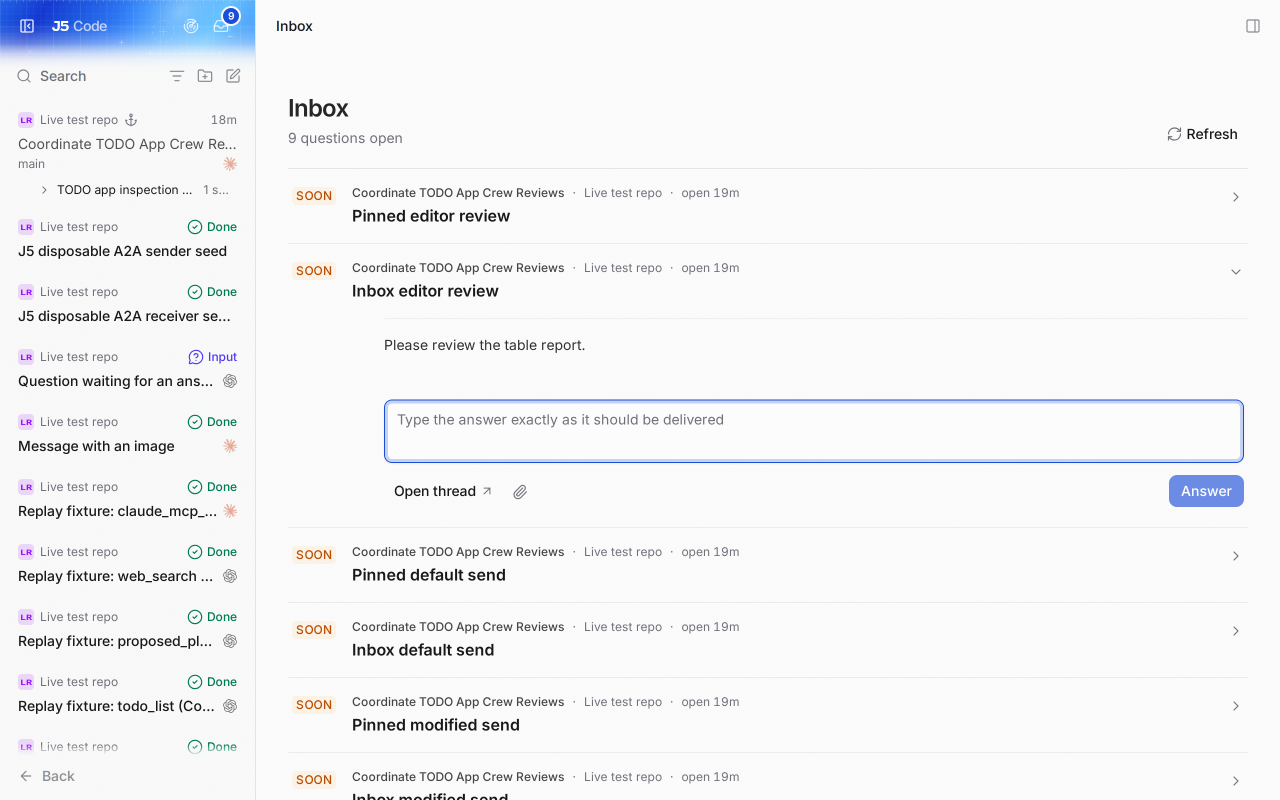 J5 Code
9
Search
LR Live test repo 18m
Coordinate TODO App Crew Re...
main
TODO app inspection ... 1 s...
LR Live test repo Done
J5 disposable A2A sender seed
LR Live test repo Done
J5 disposable A2A receiver se...
LR Live test repo Input
Question waiting for an ans...
LR Live test repo Done
Message with an image
LR Live test repo Done
Replay fixture: claude_mcp_...
LR Live test repo Done
Replay fixture: web_search ...
LR Live test repo Done
Replay fixture: proposed_pl...
LR Live test repo Done
Replay fixture: todo_list (Co...
LR Live test repo Done
Back
Inbox
Inbox
9 questions open
Refresh
SOON Coordinate TODO App Crew Reviews · Live test repo · open 19m
Pinned editor review
SOON Coordinate TODO App Crew Reviews · Live test repo · open 19m
Inbox editor review
Please review the table report.
Type the answer exactly as it should be delivered
Open thread Answer
SOON Coordinate TODO App Crew Reviews · Live test repo · open 19m
Pinned default send
SOON Coordinate TODO App Crew Reviews · Live test repo · open 19m
Inbox default send
SOON Coordinate TODO App Crew Reviews · Live test repo · open 19m
Pinned modified send
SOON Coordinate TODO App Crew Reviews · Live test repo · open 19m
Inbox modified send